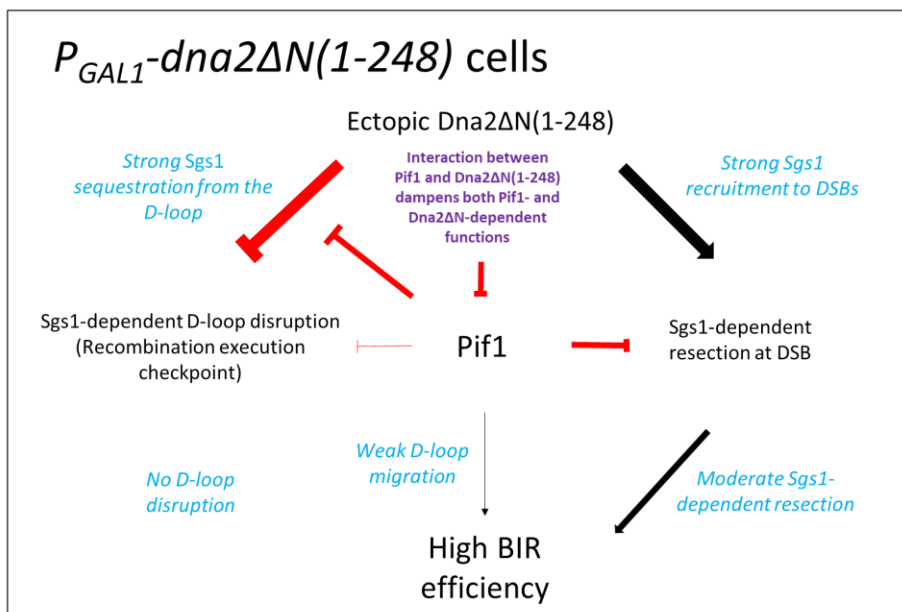 P_GAL1-dna2ΔN(1-248) cells
Ectopic Dna2ΔN(1-248)
Strong Sgs1
sequestration from the
D-loop
Interaction between
Pif1 and Dna2ΔN(1-248)
dampens both Pif1- and
Dna2ΔN-dependent
functions
Strong Sgs1
recruitment to DSBs
Sgs1-dependent D-loop disruption
(Recombination execution
checkpoint)
Pif1
Sgs1-dependent
resection at DSB
No D-loop
disruption
Weak D-loop
migration
Moderate Sgs1-
dependent resection
High BIR
efficiency